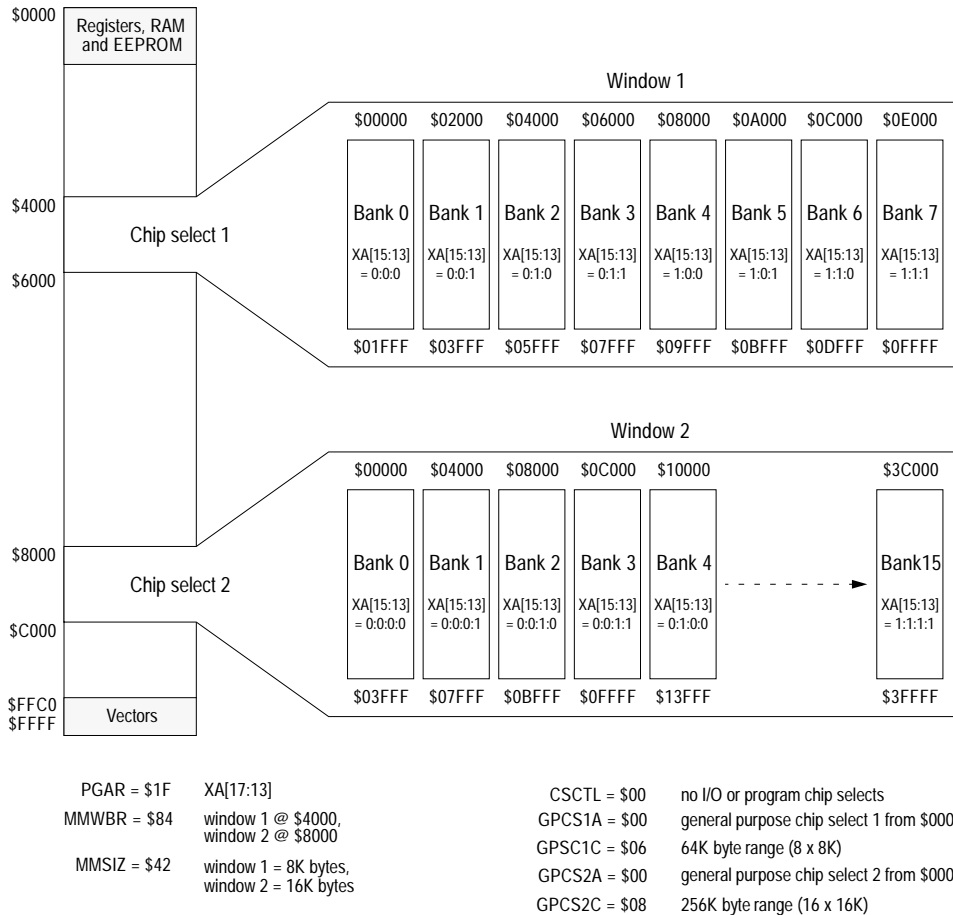 $0000
Registers, RAM
and EEPROM
Window 1
$00000 $02000 $04000 $06000 $08000 $0A000 $0C000 $0E000
$4000
Bank 0 Bank 1 Bank 2 Bank 3 Bank 4 Bank 5 Bank 6 Bank 7
Chip select 1
XA[15:13] XA[15:13] XA[15:13] XA[15:13] XA[15:13] XA[15:13] XA[15:13] XA[15:13]
= 0:0:0 = 0:0:1 = 0:1:0 = 0:1:1 = 1:0:0 = 1:0:1 = 1:1:0 = 1:1:1
$6000
$01FFF $03FFF $05FFF $07FFF $09FFF $0BFFF $0DFFF $0FFFF
Window 2
$00000 $04000 $08000 $0C000 $10000 $3C000
$8000
Bank 0 Bank 1 Bank 2 Bank 3 Bank 4 Bank15
Chip select 2
XA[15:13] XA[15:13] XA[15:13] XA[15:13] XA[15:13] XA[15:13]
= 0:0:0:0 = 0:0:0:1 = 0:0:1:0 = 0:0:1:1 = 0:1:0:0 = 1:1:1:1
$C000
$03FFF $07FFF $0BFFF $0FFFF $13FFF $3FFFF
$FFC0
$FFFF
Vectors
PGAR = $1F XA[17:13]
MMWBR = $84 window 1 @ $4000,
window 2 @ $8000
MMSIZ = $42 window 1 = 8K bytes,
window 2 = 16K bytes
CSCTL = $00 no I/O or program chip selects
GPCS1A = $00 general purpose chip select 1 from $000
GPSC1C = $06 64K byte range (8 x 8K)
GPCS2A = $00 general purpose chip select 2 from $000
GPCS2C = $08 256K byte range (16 x 16K)